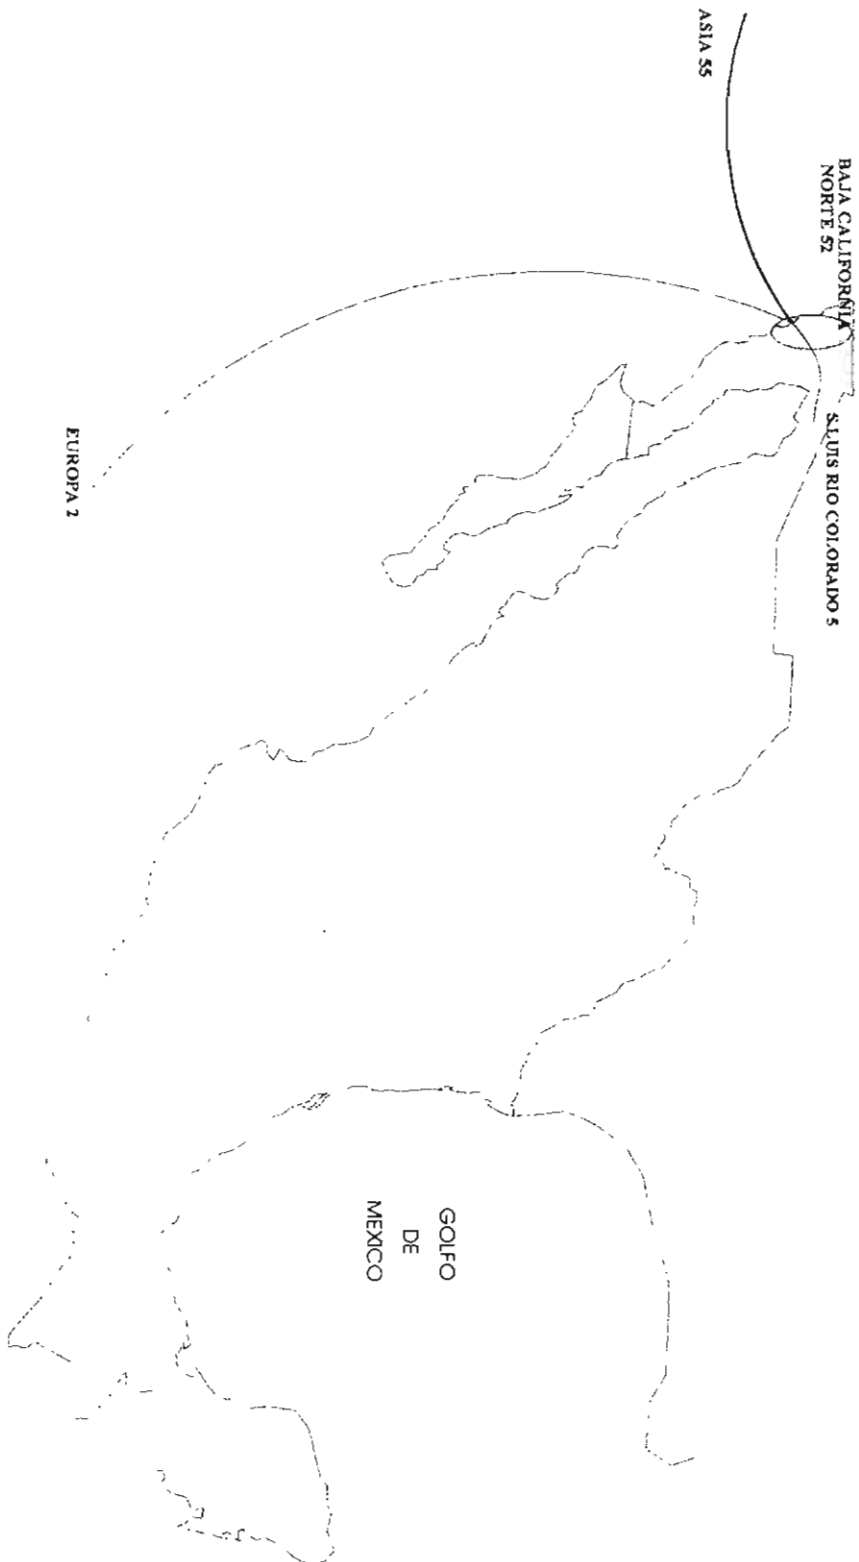 BAJA CALIFORNIA
NORTE 52
S.LUIS RIO COLORADO 5
ASIA 55
EUROPA 2
GOLFO
DE
MEXICO